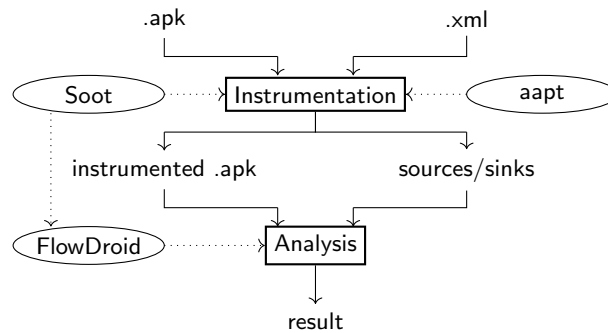 .apk
.xml
Soot
Instrumentation
aapt
instrumented .apk
sources/sinks
FlowDroid
Analysis
result